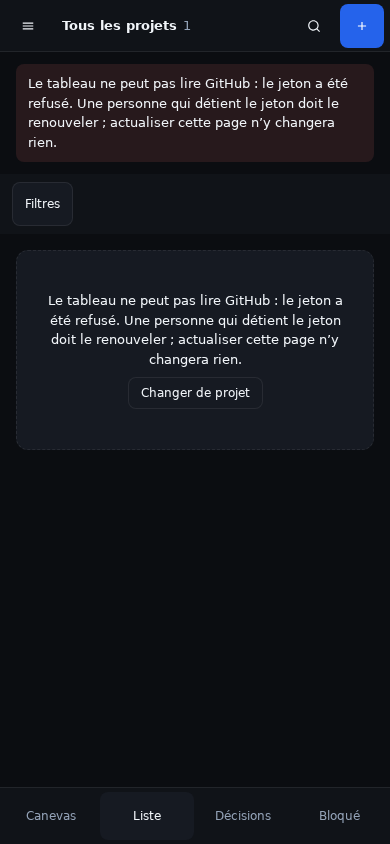 Tous les projets 1
Le tableau ne peut pas lire GitHub : le jeton a été
refusé. Une personne qui détient le jeton doit le
renouveler ; actualiser cette page n’y changera
rien.
Filtres
Le tableau ne peut pas lire GitHub : le jeton a
été refusé. Une personne qui détient le jeton
doit le renouveler ; actualiser cette page n’y
changera rien.
Changer de projet
Canevas Liste Décisions Bloqué